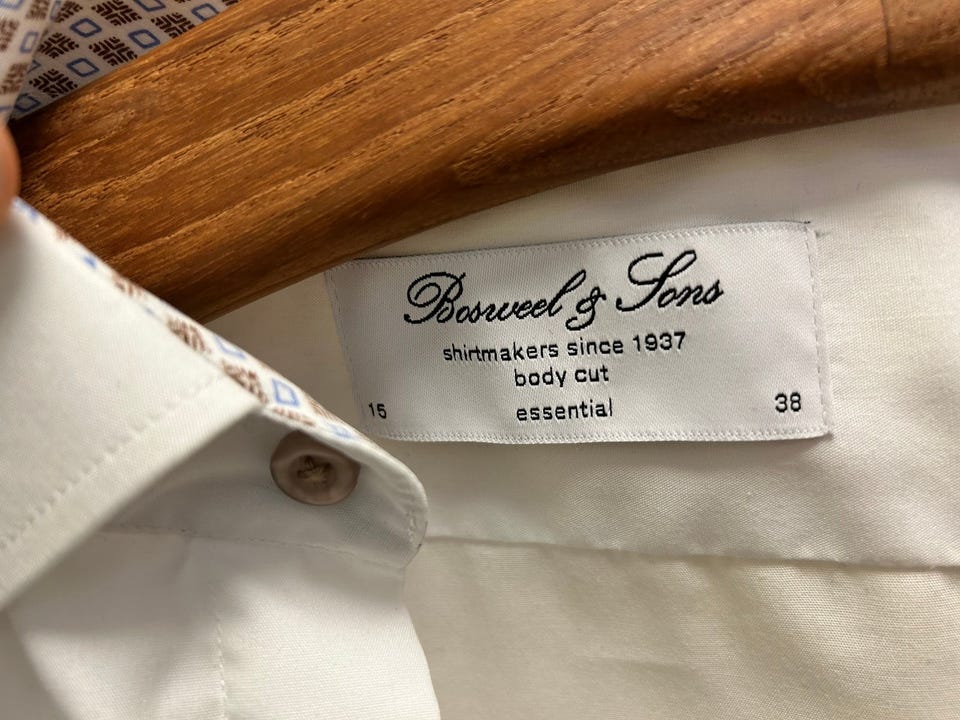 Bosweel & Sons
shirtmakers since 1937
body cut
15 essential 38